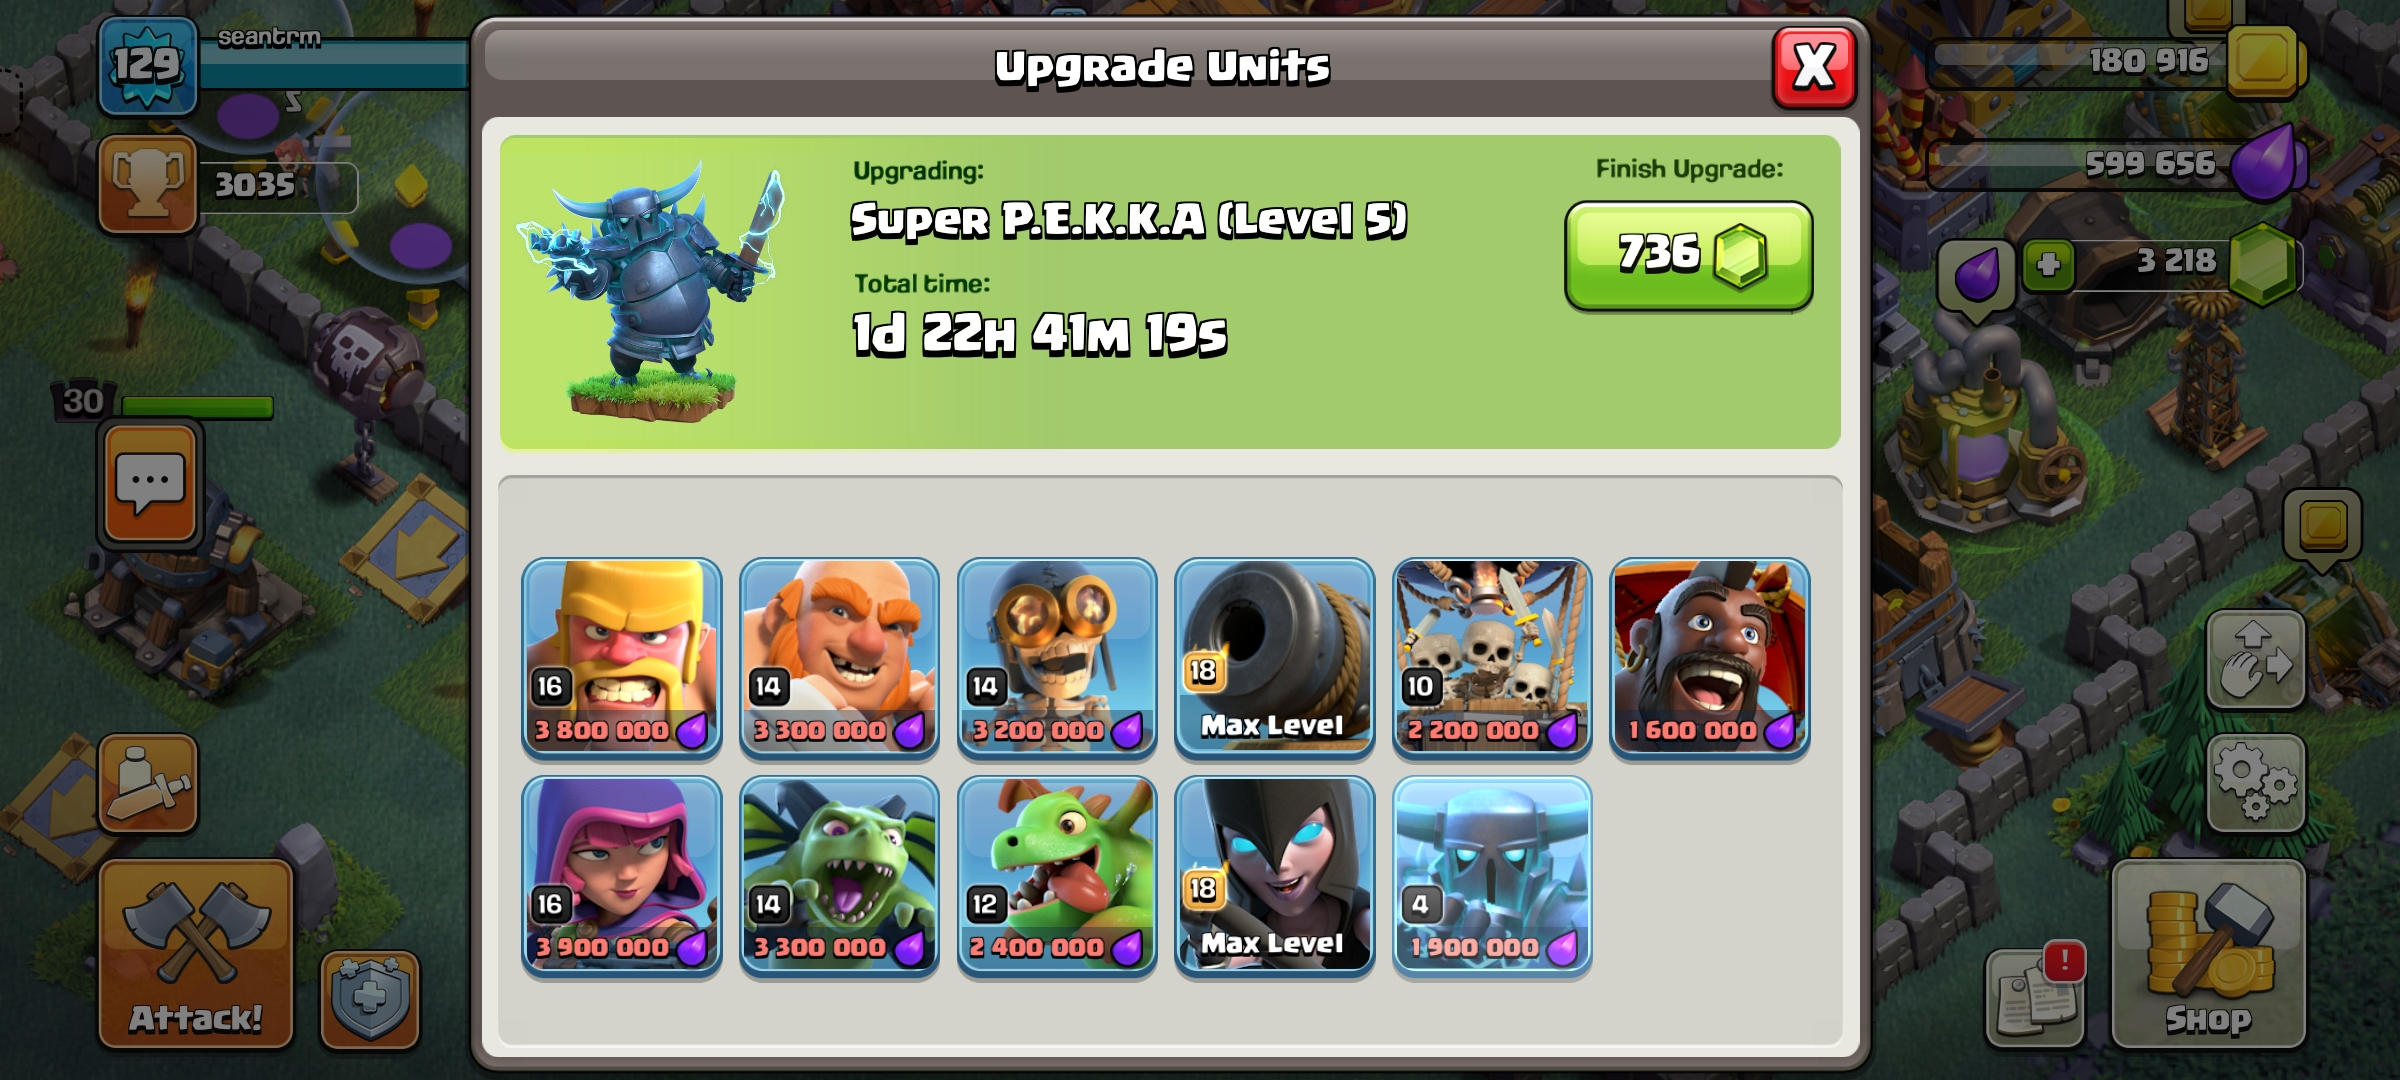 129
seantrm
Upgrade Units
X
180 916
3035
599 656
3 218
30
Upgrading:
Super P.E.K.K.A (Level 5)
Total time:
1d 22H 41M 19s
Finish Upgrade:
736
16
3 800 000
14
3 300 000
14
3 200 000
18
Max Level
10
2 200 000
1 600 000
16
3 900 000
14
3 300 000
12
2 400 000
18
Max Level
4
1 900 000
Attack!
!
Shop